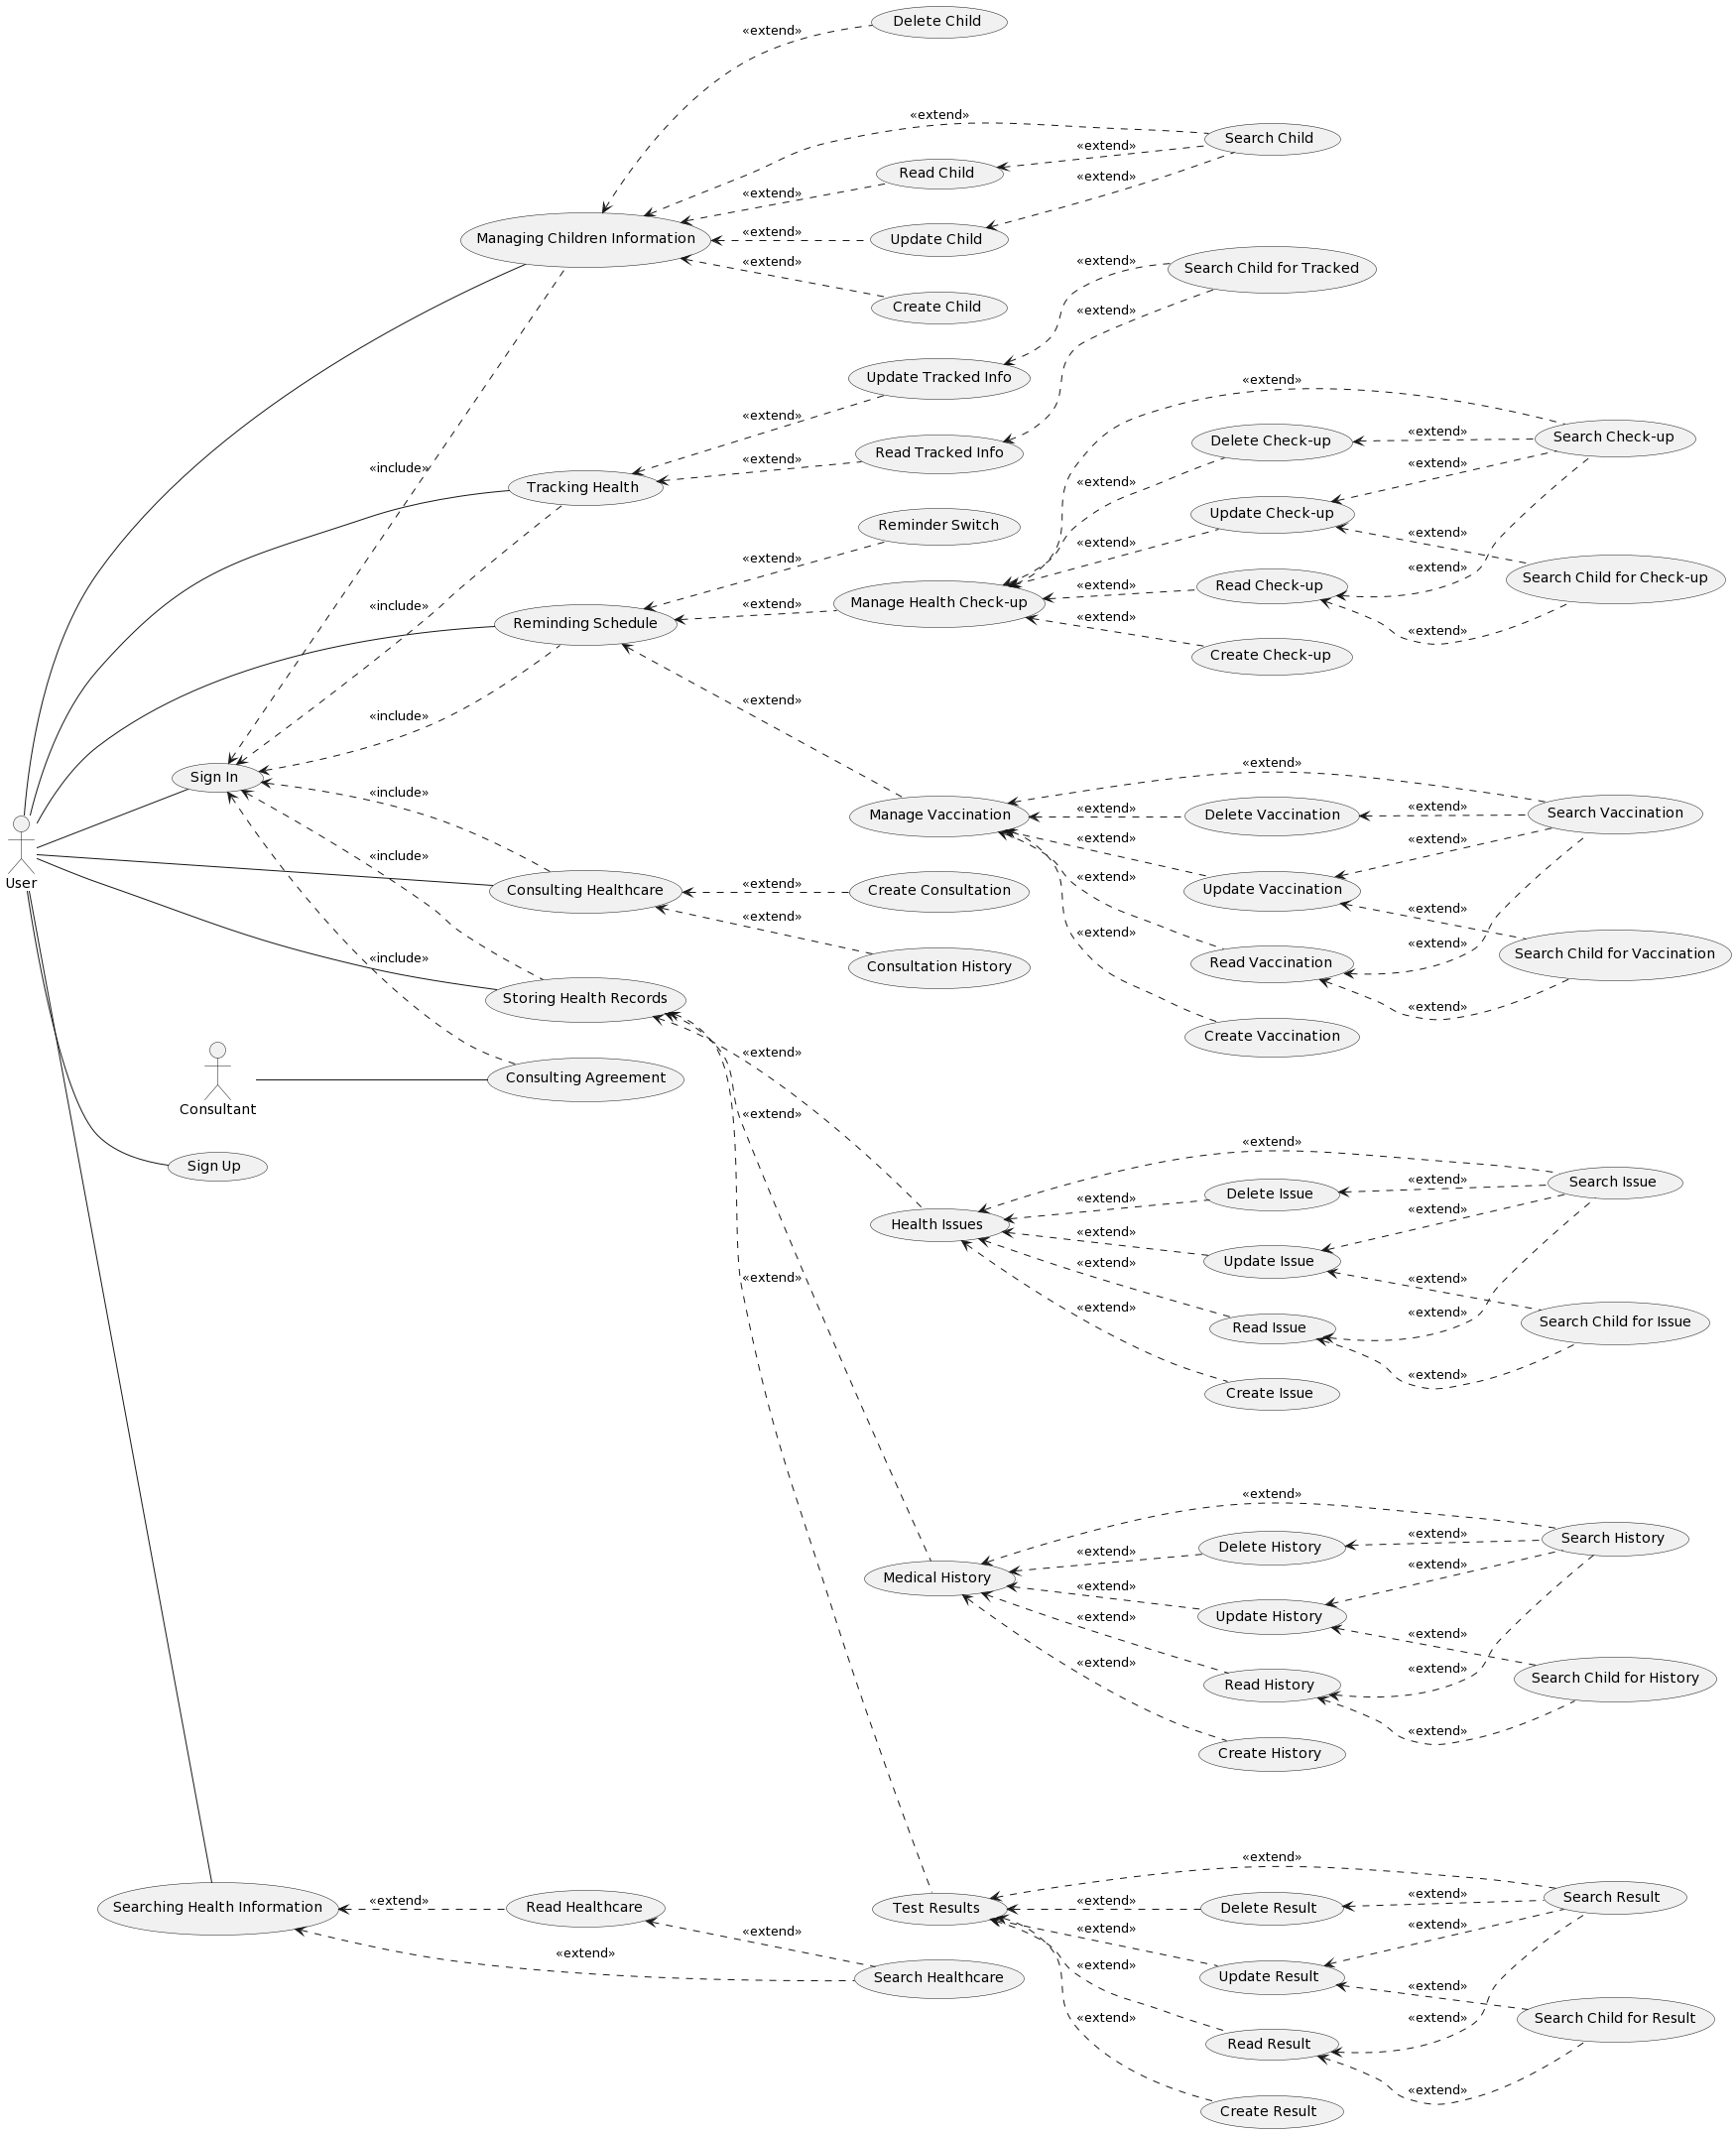 Delete Child
«extend»
«extend»
Search Child
«extend»
Read Child
«extend»
«extend»
Managing Children Information
«extend»
Update Child
«extend»
Create Child
«extend»
Search Child for Tracked
«extend»
Update Tracked Info
«extend»
«extend»
Search Check-up
«include»
«extend»
Read Tracked Info
«extend»
Delete Check-up
«extend»
«extend»
Tracking Health
«extend»
Reminder Switch
Update Check-up
«extend»
«extend»
«extend»
«extend»
Search Child for Check-up
«include»
«extend»
Manage Health Check-up
«extend»
Read Check-up
Reminding Schedule
«extend»
«extend»
Create Check-up
«extend»
«include»
Sign In
«extend»
«include»
Manage Vaccination
«extend»
Delete Vaccination
«extend»
Search Vaccination
«extend»
«extend»
«include»
User
Consulting Healthcare
«extend»
Create Consultation
«extend»
Update Vaccination
«extend»
«extend»
«extend»
«extend»
Search Child for Vaccination
«include»
Consultation History
Read Vaccination
Storing Health Records
«extend»
Create Vaccination
«extend»
Consultant
Consulting Agreement
«extend»
Sign Up
«extend»
Search Issue
«extend»
Delete Issue
«extend»
«extend»
Health Issues
«extend»
Update Issue
«extend»
«extend»
«extend»
«extend»
Search Child for Issue
«extend»
Read Issue
«extend»
Create Issue
«extend»
Search History
«extend»
Delete History
«extend»
«extend»
Medical History
«extend»
Update History
«extend»
«extend»
«extend»
Search Child for History
«extend»
Read History
«extend»
Create History
«extend»
Search Result
Searching Health Information
«extend»
Read Healthcare
Test Results
«extend»
Delete Result
«extend»
«extend»
«extend»
«extend»
«extend»
Search Healthcare
«extend»
Update Result
«extend»
«extend»
«extend»
Search Child for Result
Read Result
«extend»
Create Result